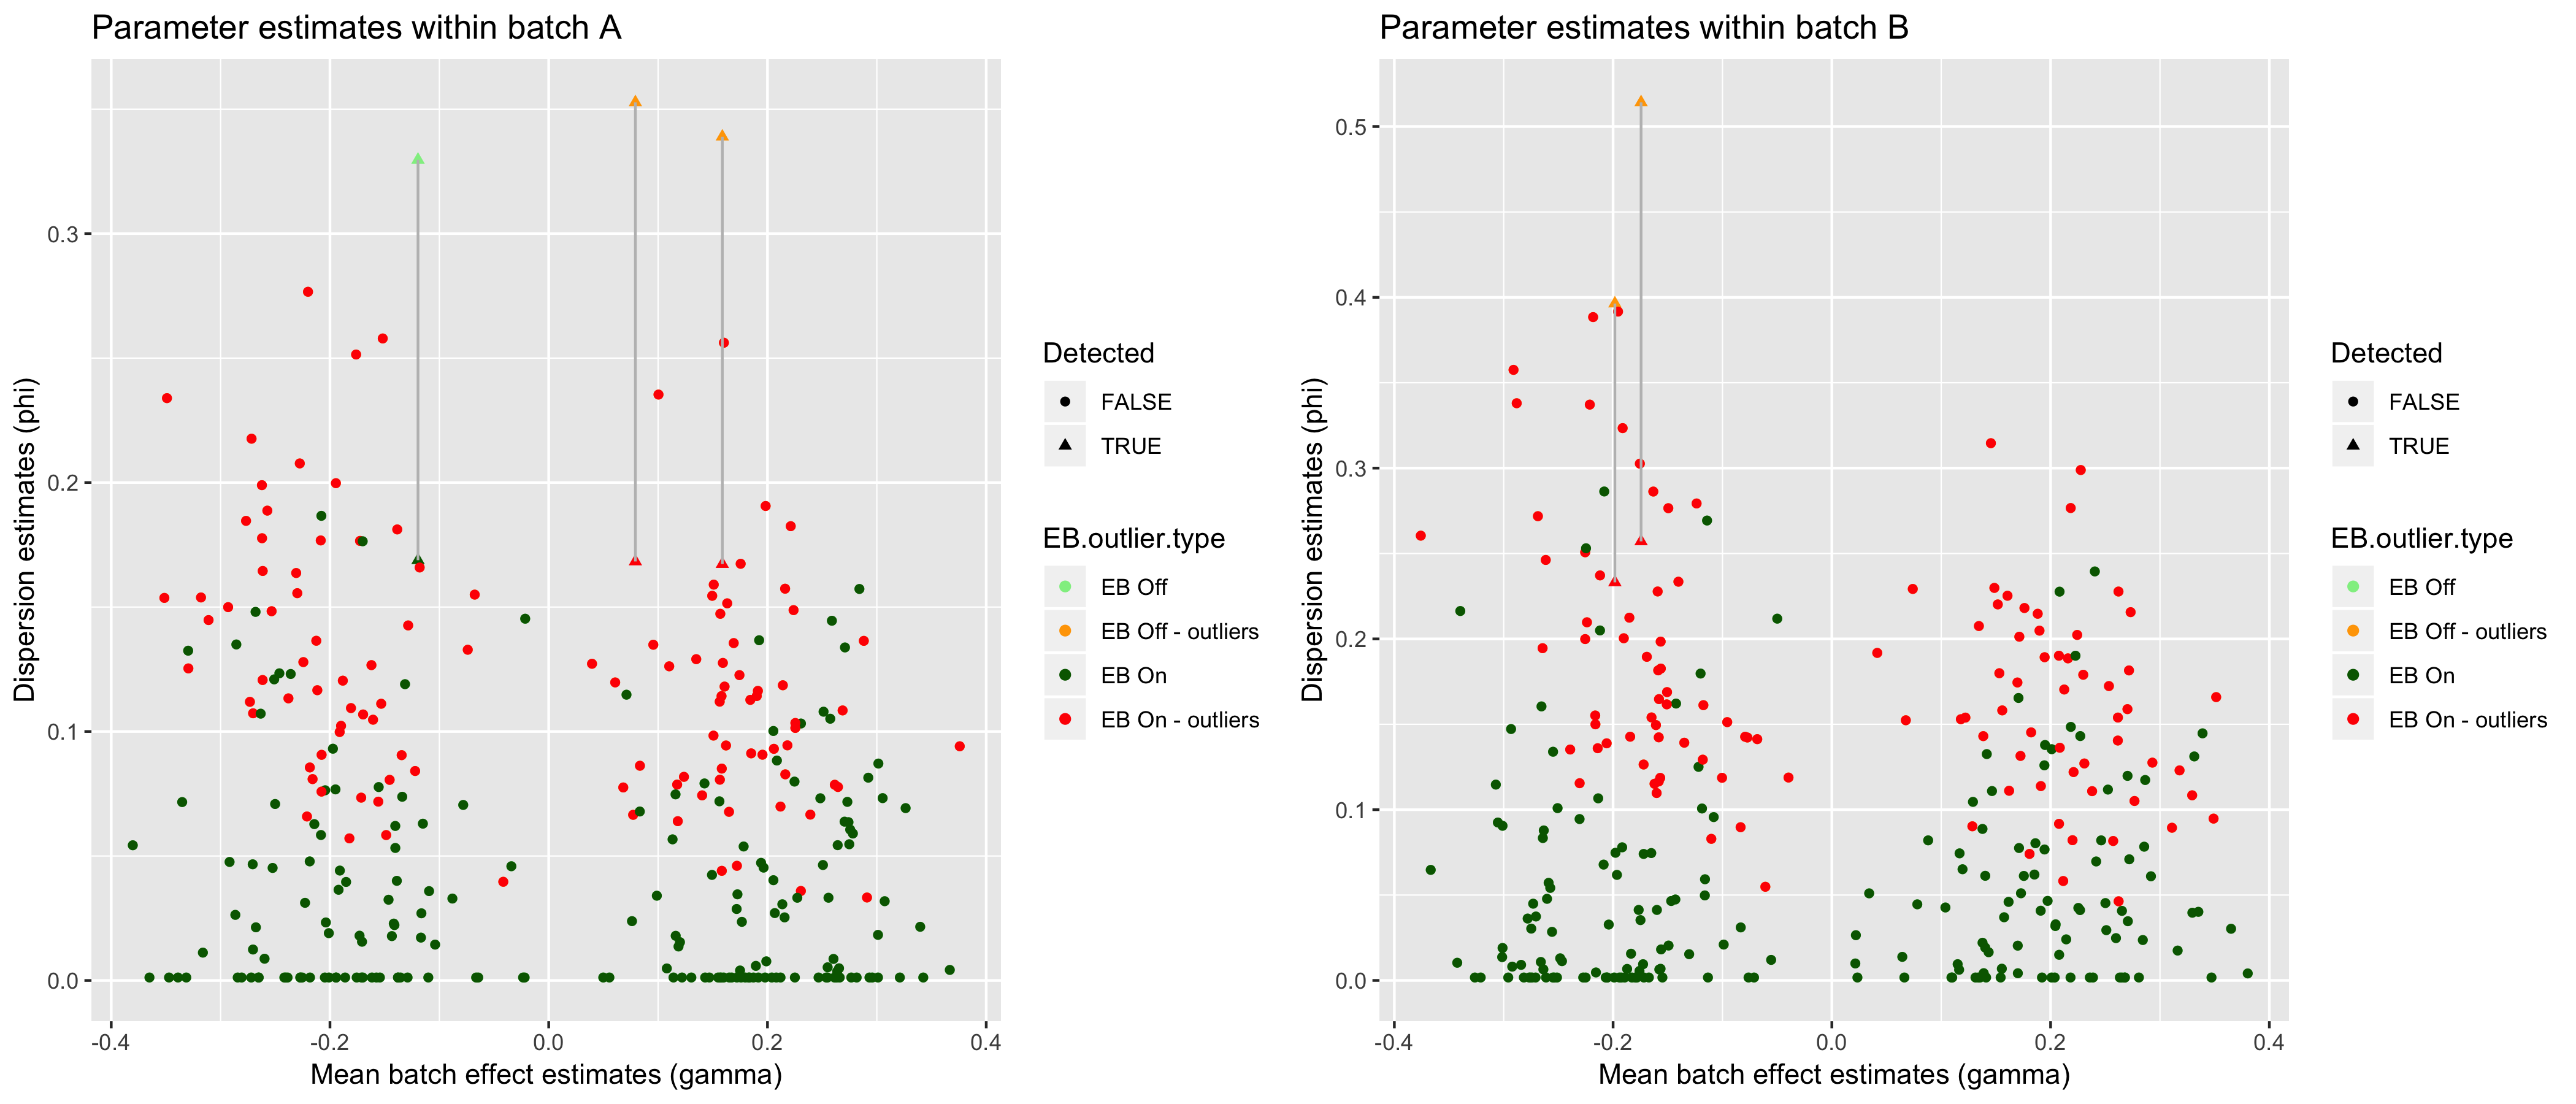 Parameter estimates within batch A
Dispersion estimates (phi)
0.3
0.2
0.1
0.0
-0.4
-0.2
0.0
0.2
0.4
Mean batch effect estimates (gamma)
Detected
FALSE
TRUE
EB.outlier.type
EB Off
EB Off - outliers
EB On
EB On - outliers
Parameter estimates within batch B
Dispersion estimates (phi)
0.5
0.4
0.3
0.2
0.1
0.0
-0.4
-0.2
0.0
0.2
0.4
Mean batch effect estimates (gamma)
Detected
FALSE
TRUE
EB.outlier.type
EB Off
EB Off - outliers
EB On
EB On - outliers